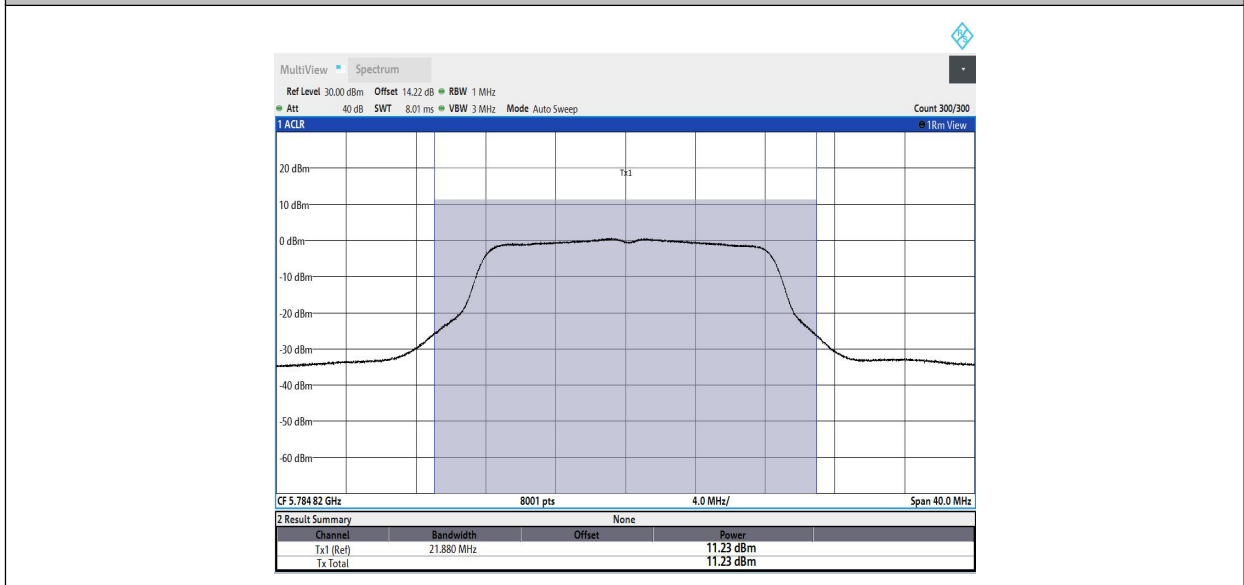 R S
MultiView Spectrum
Ref Level 30.00 dBm Offset 14.22 dB RBW 1 MHz
Att 40 dB SWT 8.01 ms VBW 3 MHz Mode Auto Sweep Count 300/300
1 ACLR 1Rm View
Tx1
20 dBm
10 dBm
0 dBm
-10 dBm
-20 dBm
-30 dBm
-40 dBm
-50 dBm
-60 dBm
CF 5.784 82 GHz 8001 pts 4.0 MHz/ Span 40.0 MHz
2 Result Summary None
Channel Bandwidth Offset Power
Tx1 (Ref) 21.880 MHz 11.23 dBm
Tx Total 11.23 dBm